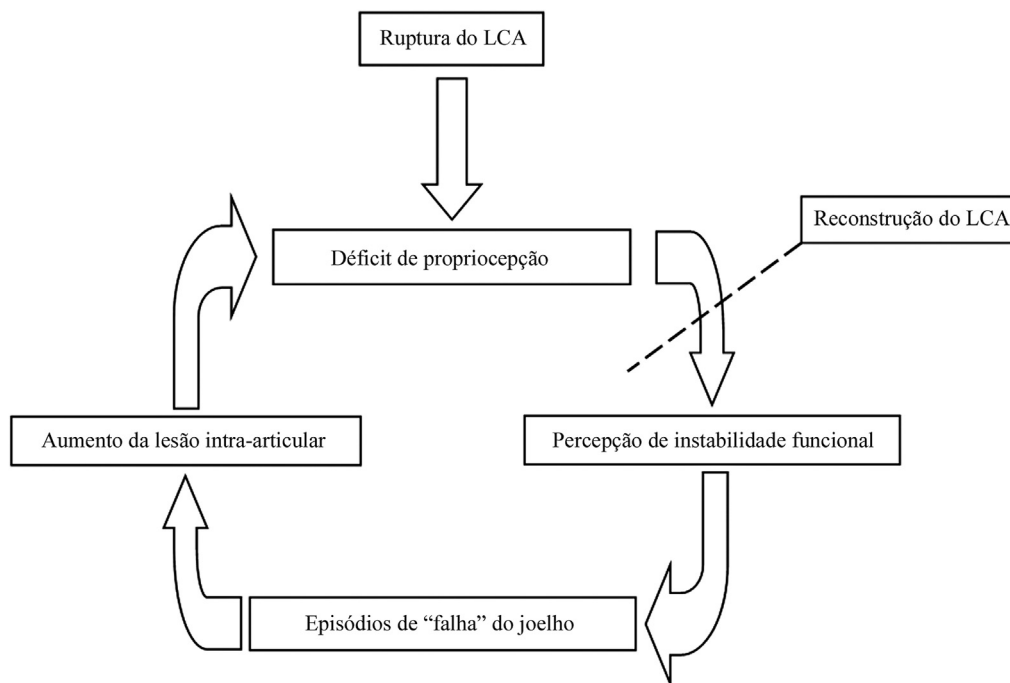 Ruptura do LCA
Reconstrução do LCA
Déficit de propriocepção
Aumento da lesão intra-articular
Percepção de instabilidade funcional
Episódios de “falha” do joelho